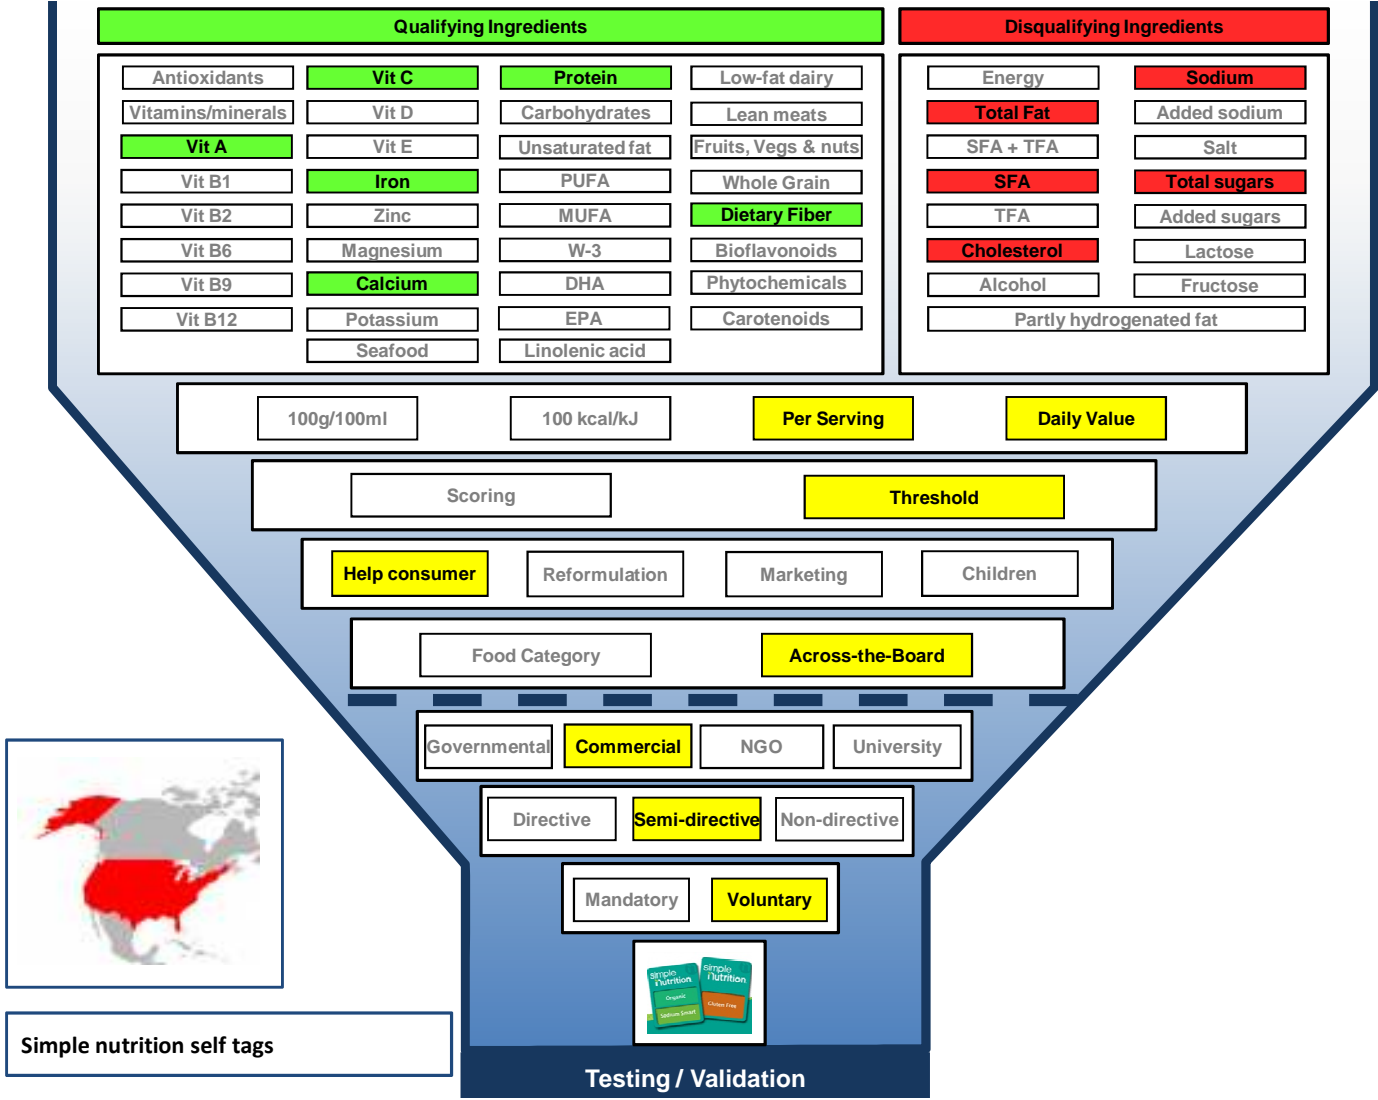 Qualifying Ingredients
Disqualifying Ingredients
Antioxidants
Vit C
Protein
Low-fat dairy
Energy
Sodium
Vitamins/minerals
Vit D
Carbohydrates
Lean meats
Total Fat
Added sodium
Vit A
Vit E
Unsaturated fat
Fruits, Vegs & nuts
SFA + TFA
Salt
Vit B1
Iron
PUFA
Whole Grain
SFA
Total sugars
Vit B2
Zinc
MUFA
Dietary Fiber
TFA
Added sugars
Vit B6
Magnesium
W-3
Bioflavonoids
Cholesterol
Lactose
Vit B9
Calcium
DHA
Phytochemicals
Alcohol
Fructose
Vit B12
Potassium
EPA
Carotenoids
Partly hydrogenated fat
Seafood
Linolenic acid
100g/100ml
100 kcal/kJ
Per Serving
Daily Value
Scoring
Threshold
Help consumer
Reformulation
Marketing
Children
Food Category
Across-the-Board
Governmental
Commercial
NGO
University
Directive
Semi-directive
Non-directive
Mandatory
Voluntary
simple
nutrition
Organic
Sodium Smart
simple
nutrition
Gluten Free
Simple nutrition self tags
Testing / Validation